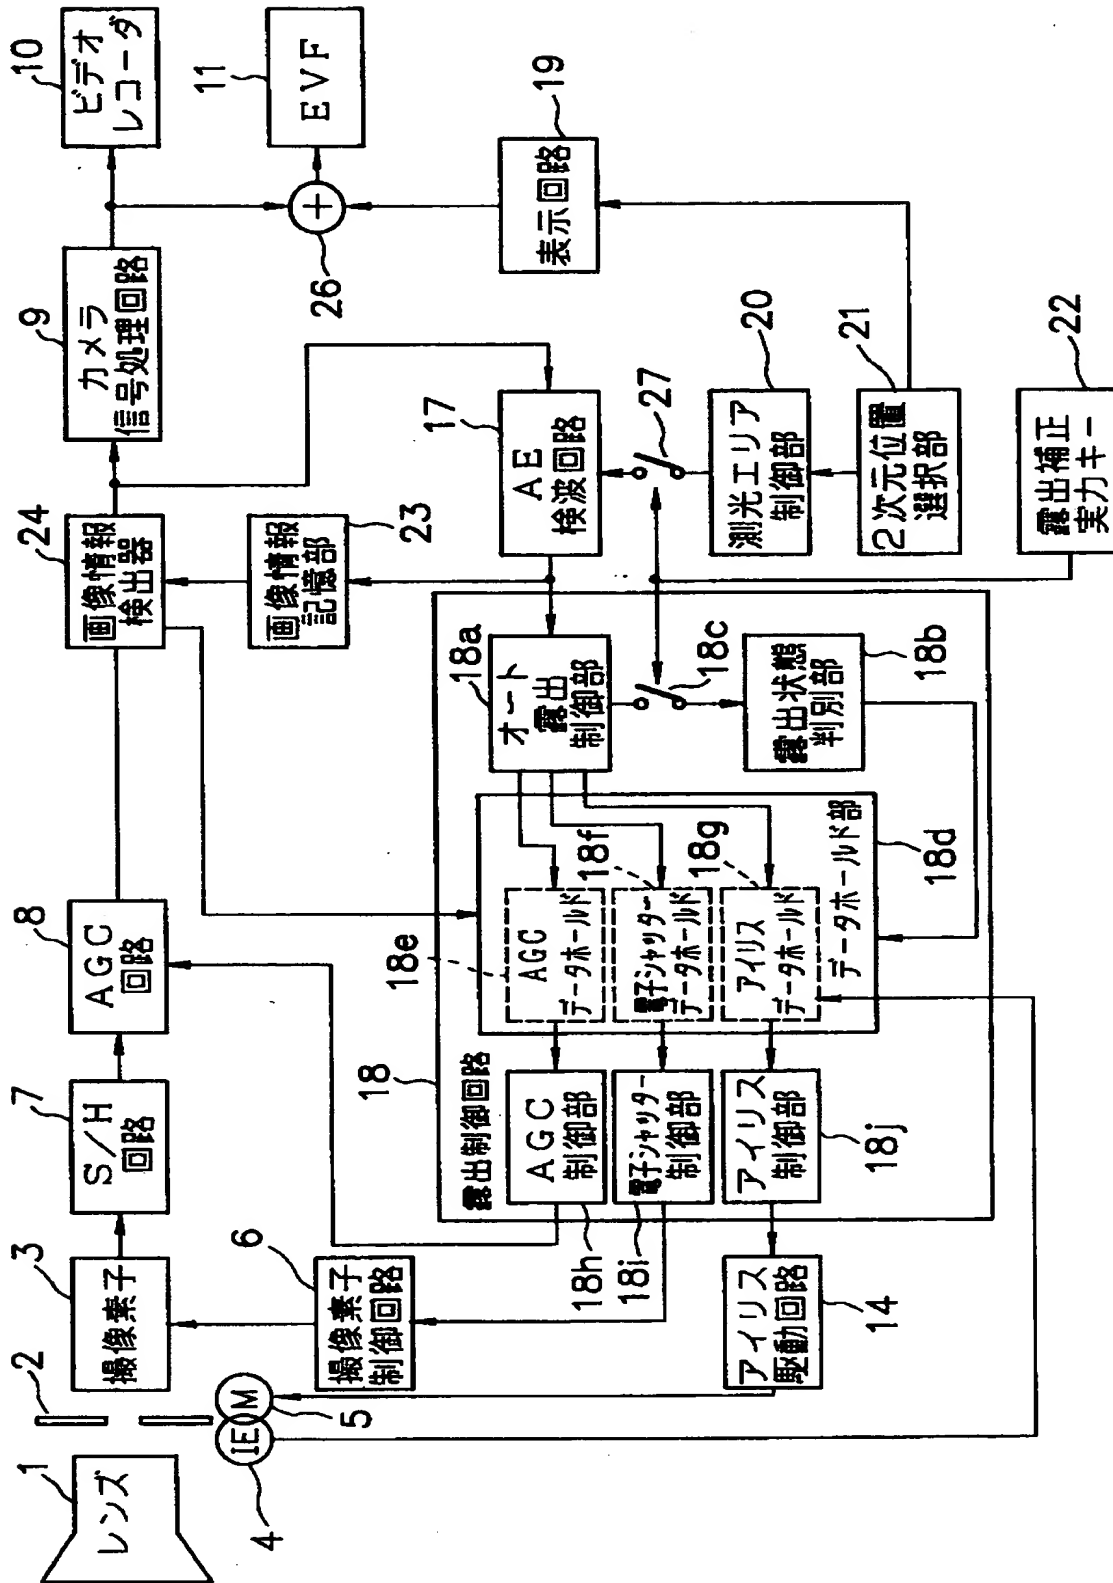 1
レンズ
2
3
撮像素子
7
S/H
回路
8
AGC
回路
24
画像情報
検出器
9
カメラ
信号処理回路
10
ビデオ
レコーダ
11
EVF
26
+
4
IE
M
5
6
撮像素子
制御回路
23
画像情報
記憶部
17
AE
検波回路
19
表示回路
18
露出制御回路
18h
AGC
制御部
18e
AGC
データホールド
18a
オート
露出
制御部
27
20
測光エリア
制御部
18i
電子シャッター
制御部
18f
電子シャッター
データホールド
18c
21
2次元位置
選択部
14
アイリス
駆動回路
18j
アイリス
制御部
18g
アイリス
データホールド
データホールド部
18d
18b
露出状態
判別部
22
露出補正
実力キー